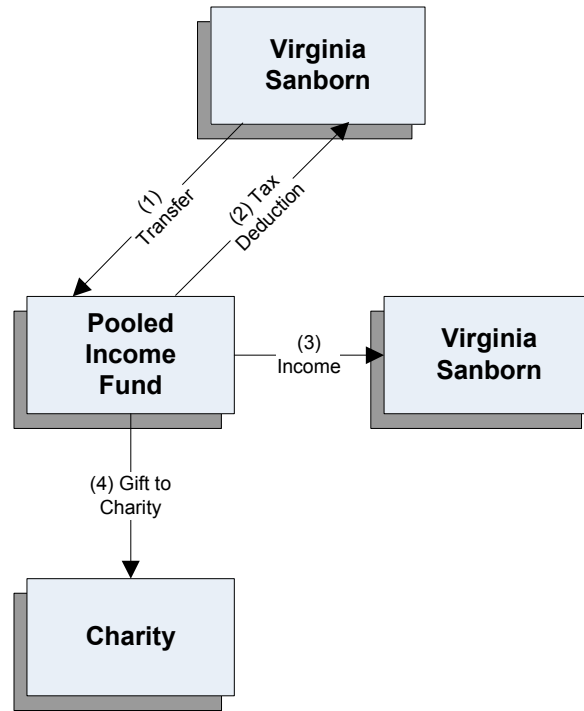 Virginia
Sanborn
(1)
Transfer
(2) Tax
Deduction
Pooled
Income
Fund
(3)
Income
Virginia
Sanborn
(4) Gift to
Charity
Charity